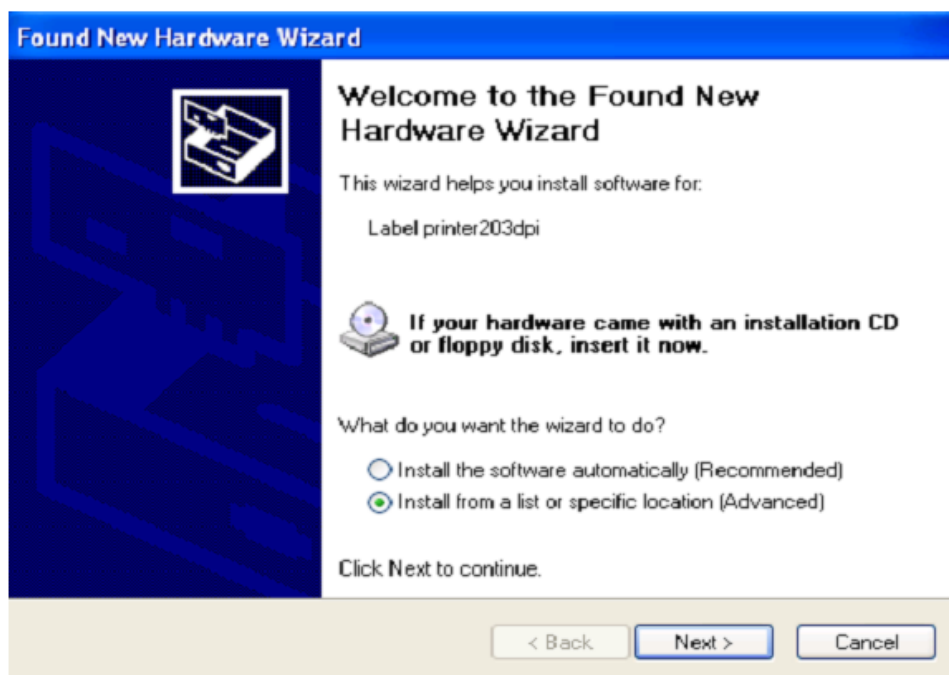 Found New Hardware Wizard
Welcome to the Found New
Hardware Wizard
This wizard helps you install software for:
Label printer203dpi
If your hardware came with an installation CD
or floppy disk, insert it now.
What do you want the wizard to do?
Install the software automatically (Recommended)
Install from a list or specific location (Advanced)
Click Next to continue.
< Back Next > Cancel